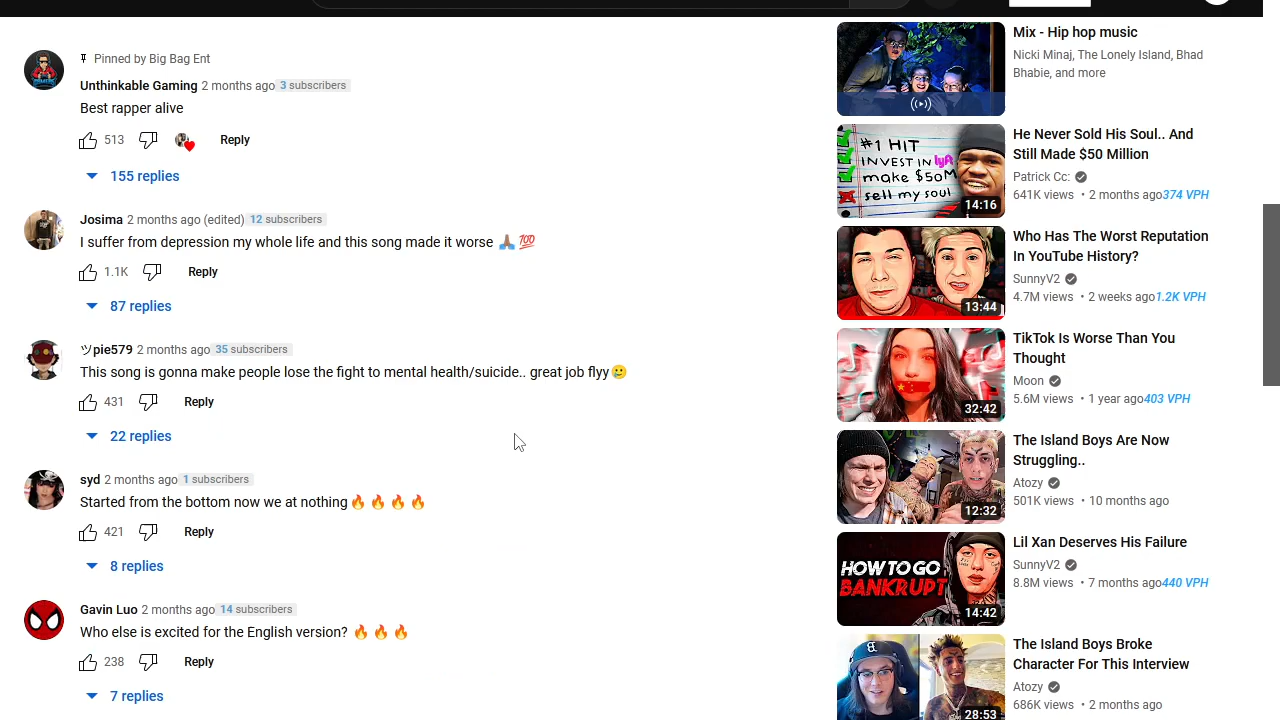 Pinned by Big Bag Ent
Unthinkable Gaming 2 months ago 3 subscribers
Best rapper alive
513 Reply
155 replies
Josima 2 months ago (edited) 12 subscribers
I suffer from depression my whole life and this song made it worse 🙏🏽 💯
1.1K Reply
87 replies
ツpie579 2 months ago 35 subscribers
This song is gonna make people lose the fight to mental health/suicide.. great job flyy🥲
431 Reply
22 replies
syd 2 months ago 1 subscribers
Started from the bottom now we at nothing🔥 🔥 🔥 🔥
421 Reply
8 replies
Gavin Luo 2 months ago 14 subscribers
Who else is excited for the English version? 🔥 🔥 🔥
238 Reply
7 replies
Mix - Hip hop music
Nicki Minaj, The Lonely Island, Bhad
Bhabie, and more
#1 HIT
INVEST IN lyA
make $50M
sell my soul
14:16
He Never Sold His Soul.. And
Still Made $50 Million
Patrick Cc:
641K views • 2 months ago374 VPH
13:44
Who Has The Worst Reputation
In YouTube History?
SunnyV2
4.7M views • 2 weeks ago1.2K VPH
32:42
TikTok Is Worse Than You
Thought
Moon
5.6M views • 1 year ago403 VPH
12:32
The Island Boys Are Now
Struggling..
Atozy
501K views • 10 months ago
HOW TO GO
BANKRUPT
14:42
Lil Xan Deserves His Failure
SunnyV2
8.8M views • 7 months ago440 VPH
28:53
The Island Boys Broke
Character For This Interview
Atozy
686K views • 2 months ago